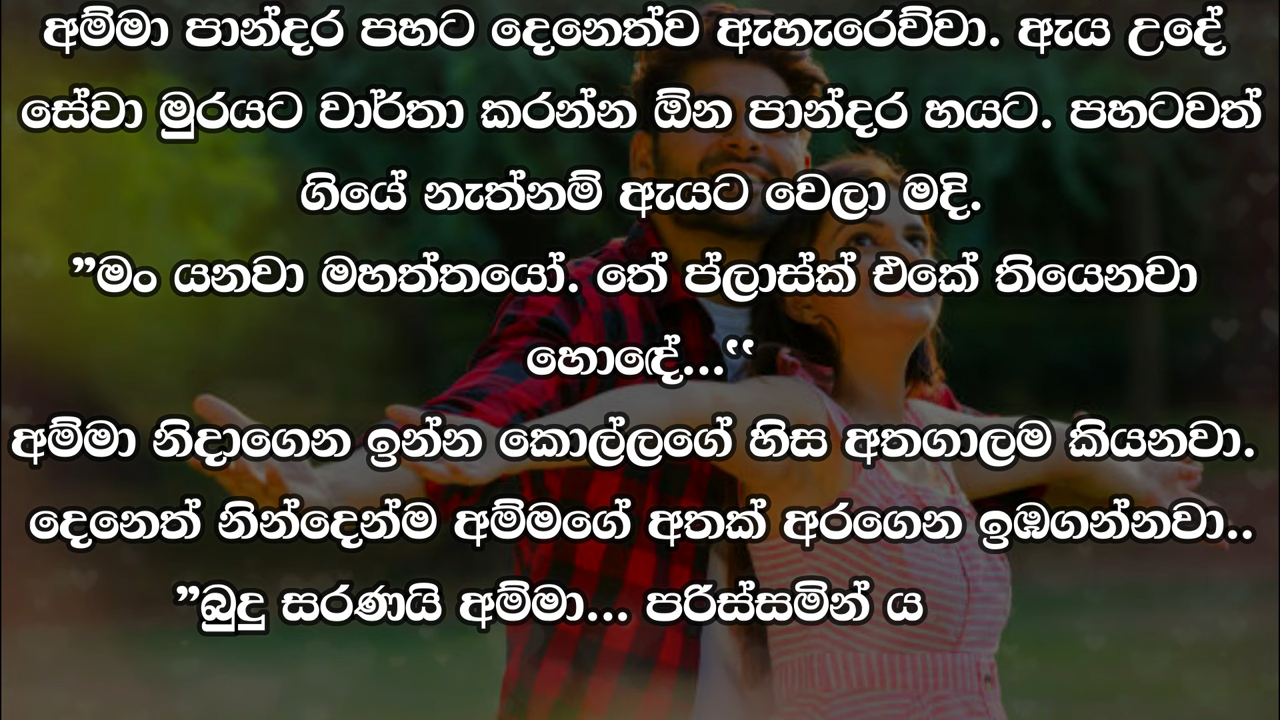 අම්මා පාන්දර පහට දෙනෙත්ව ඇහැරෙව්වා. ඇය උදේ
සේවා මුරයට වාර්තා කරන්න ඕන පාන්දර හයට. පහටවත්
ගියේ නැත්නම් ඇයට වෙලා මදි.
”මං යනවා මහත්තයෝ. තේ ප්ලාස්ක් එකේ තියෙනවා
හොඳේ...‟
අම්මා නිදාගෙන ඉන්න කොල්ලගේ හිස අතගාලම කියනවා.
දෙනෙත් නින්දෙන්ම අම්මගේ අතක් අරගෙන ඉඹගන්නවා..
”බුදු සරණයි අම්මා... පරිස්සමින් ය